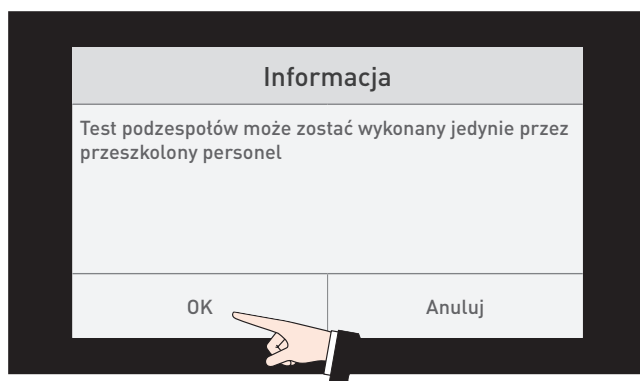 Informacja
Test podzespołów może zostać wykonany jedynie przez
przeszkolony personel
OK
Anuluj